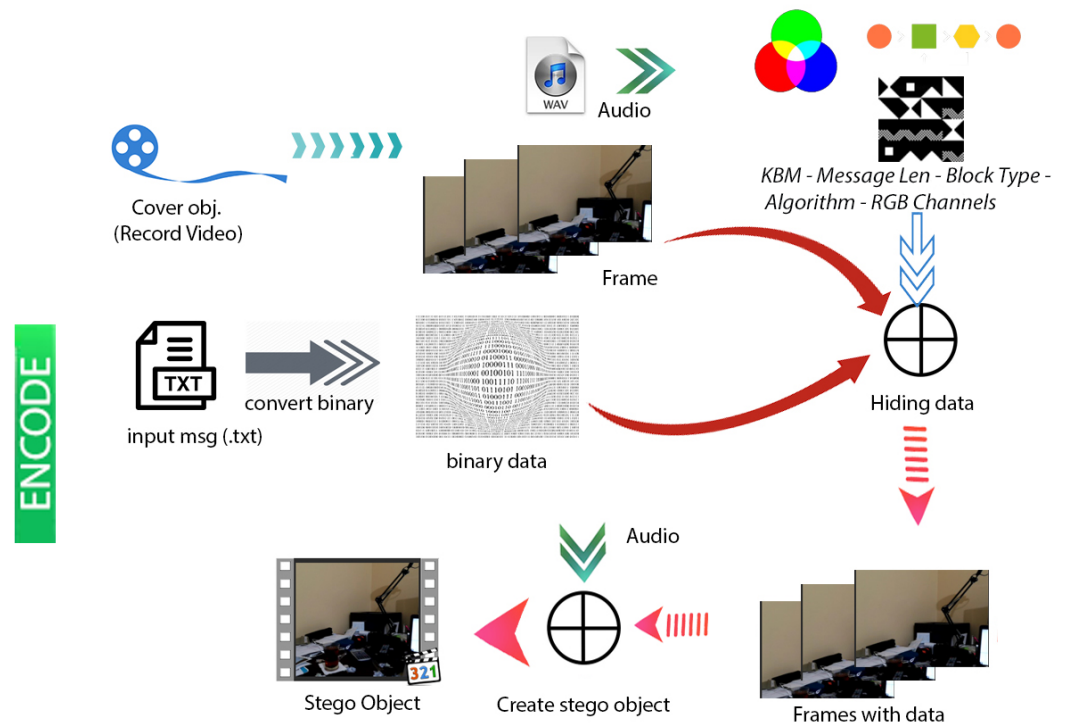 WAV
Audio
KBM - Message Len - Block Type -
Algorithm - RGB Channels
Cover obj.
(Record Video)
Frame
ENCODE
TXT
convert binary
input msg (.txt)
binary data
Hiding data
Audio
321
Stego Object
Create stego object
Frames with data